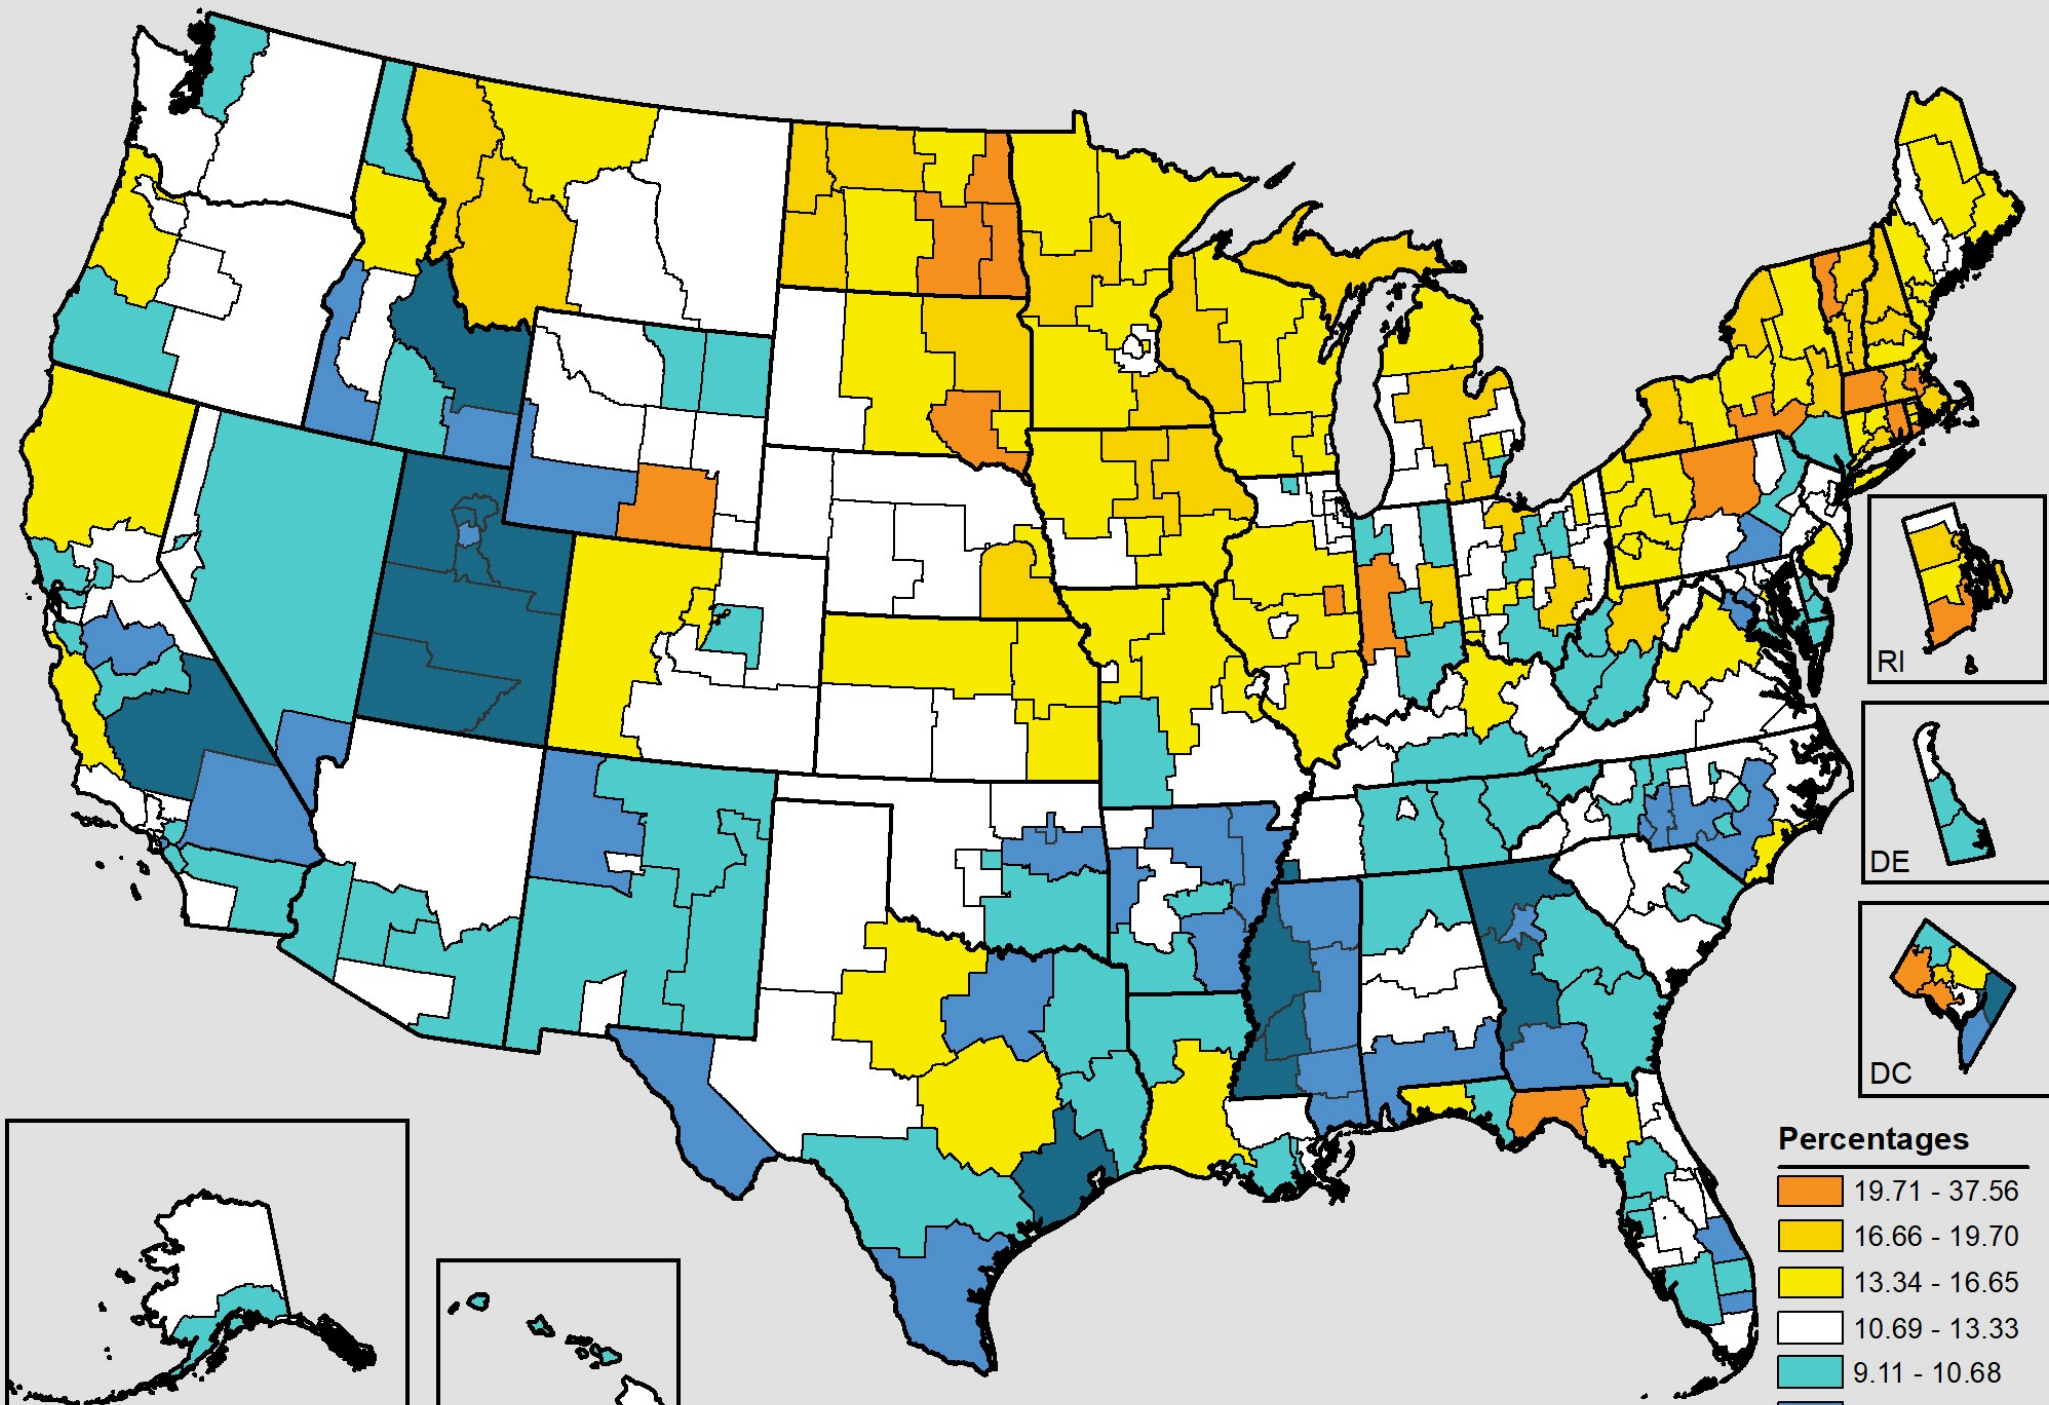 RI
DE
DC
Percentages
19.71 - 37.56
16.66 - 19.70
13.34 - 16.65
10.69 - 13.33
9.11 - 10.68